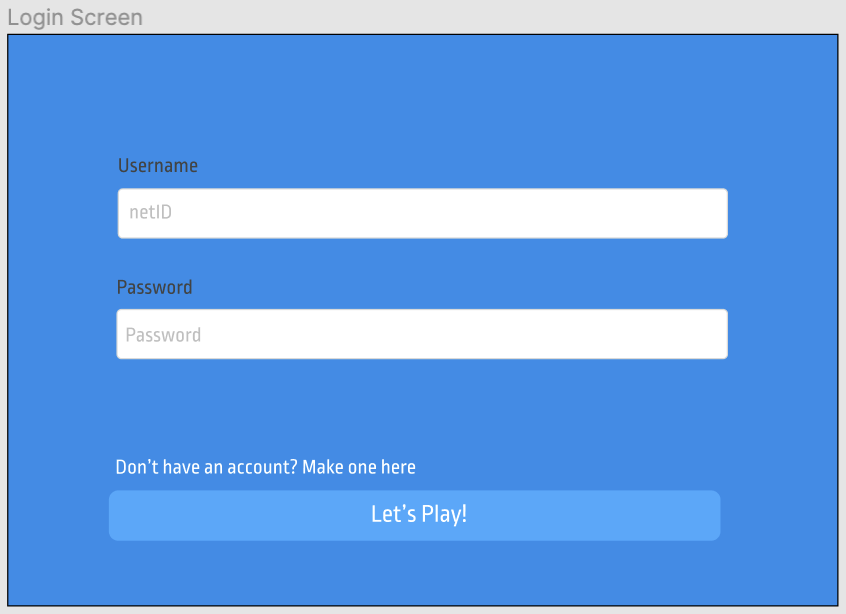 Login Screen
Username
netID
Password
Password
Don't have an account? Make one here
Let's Play!